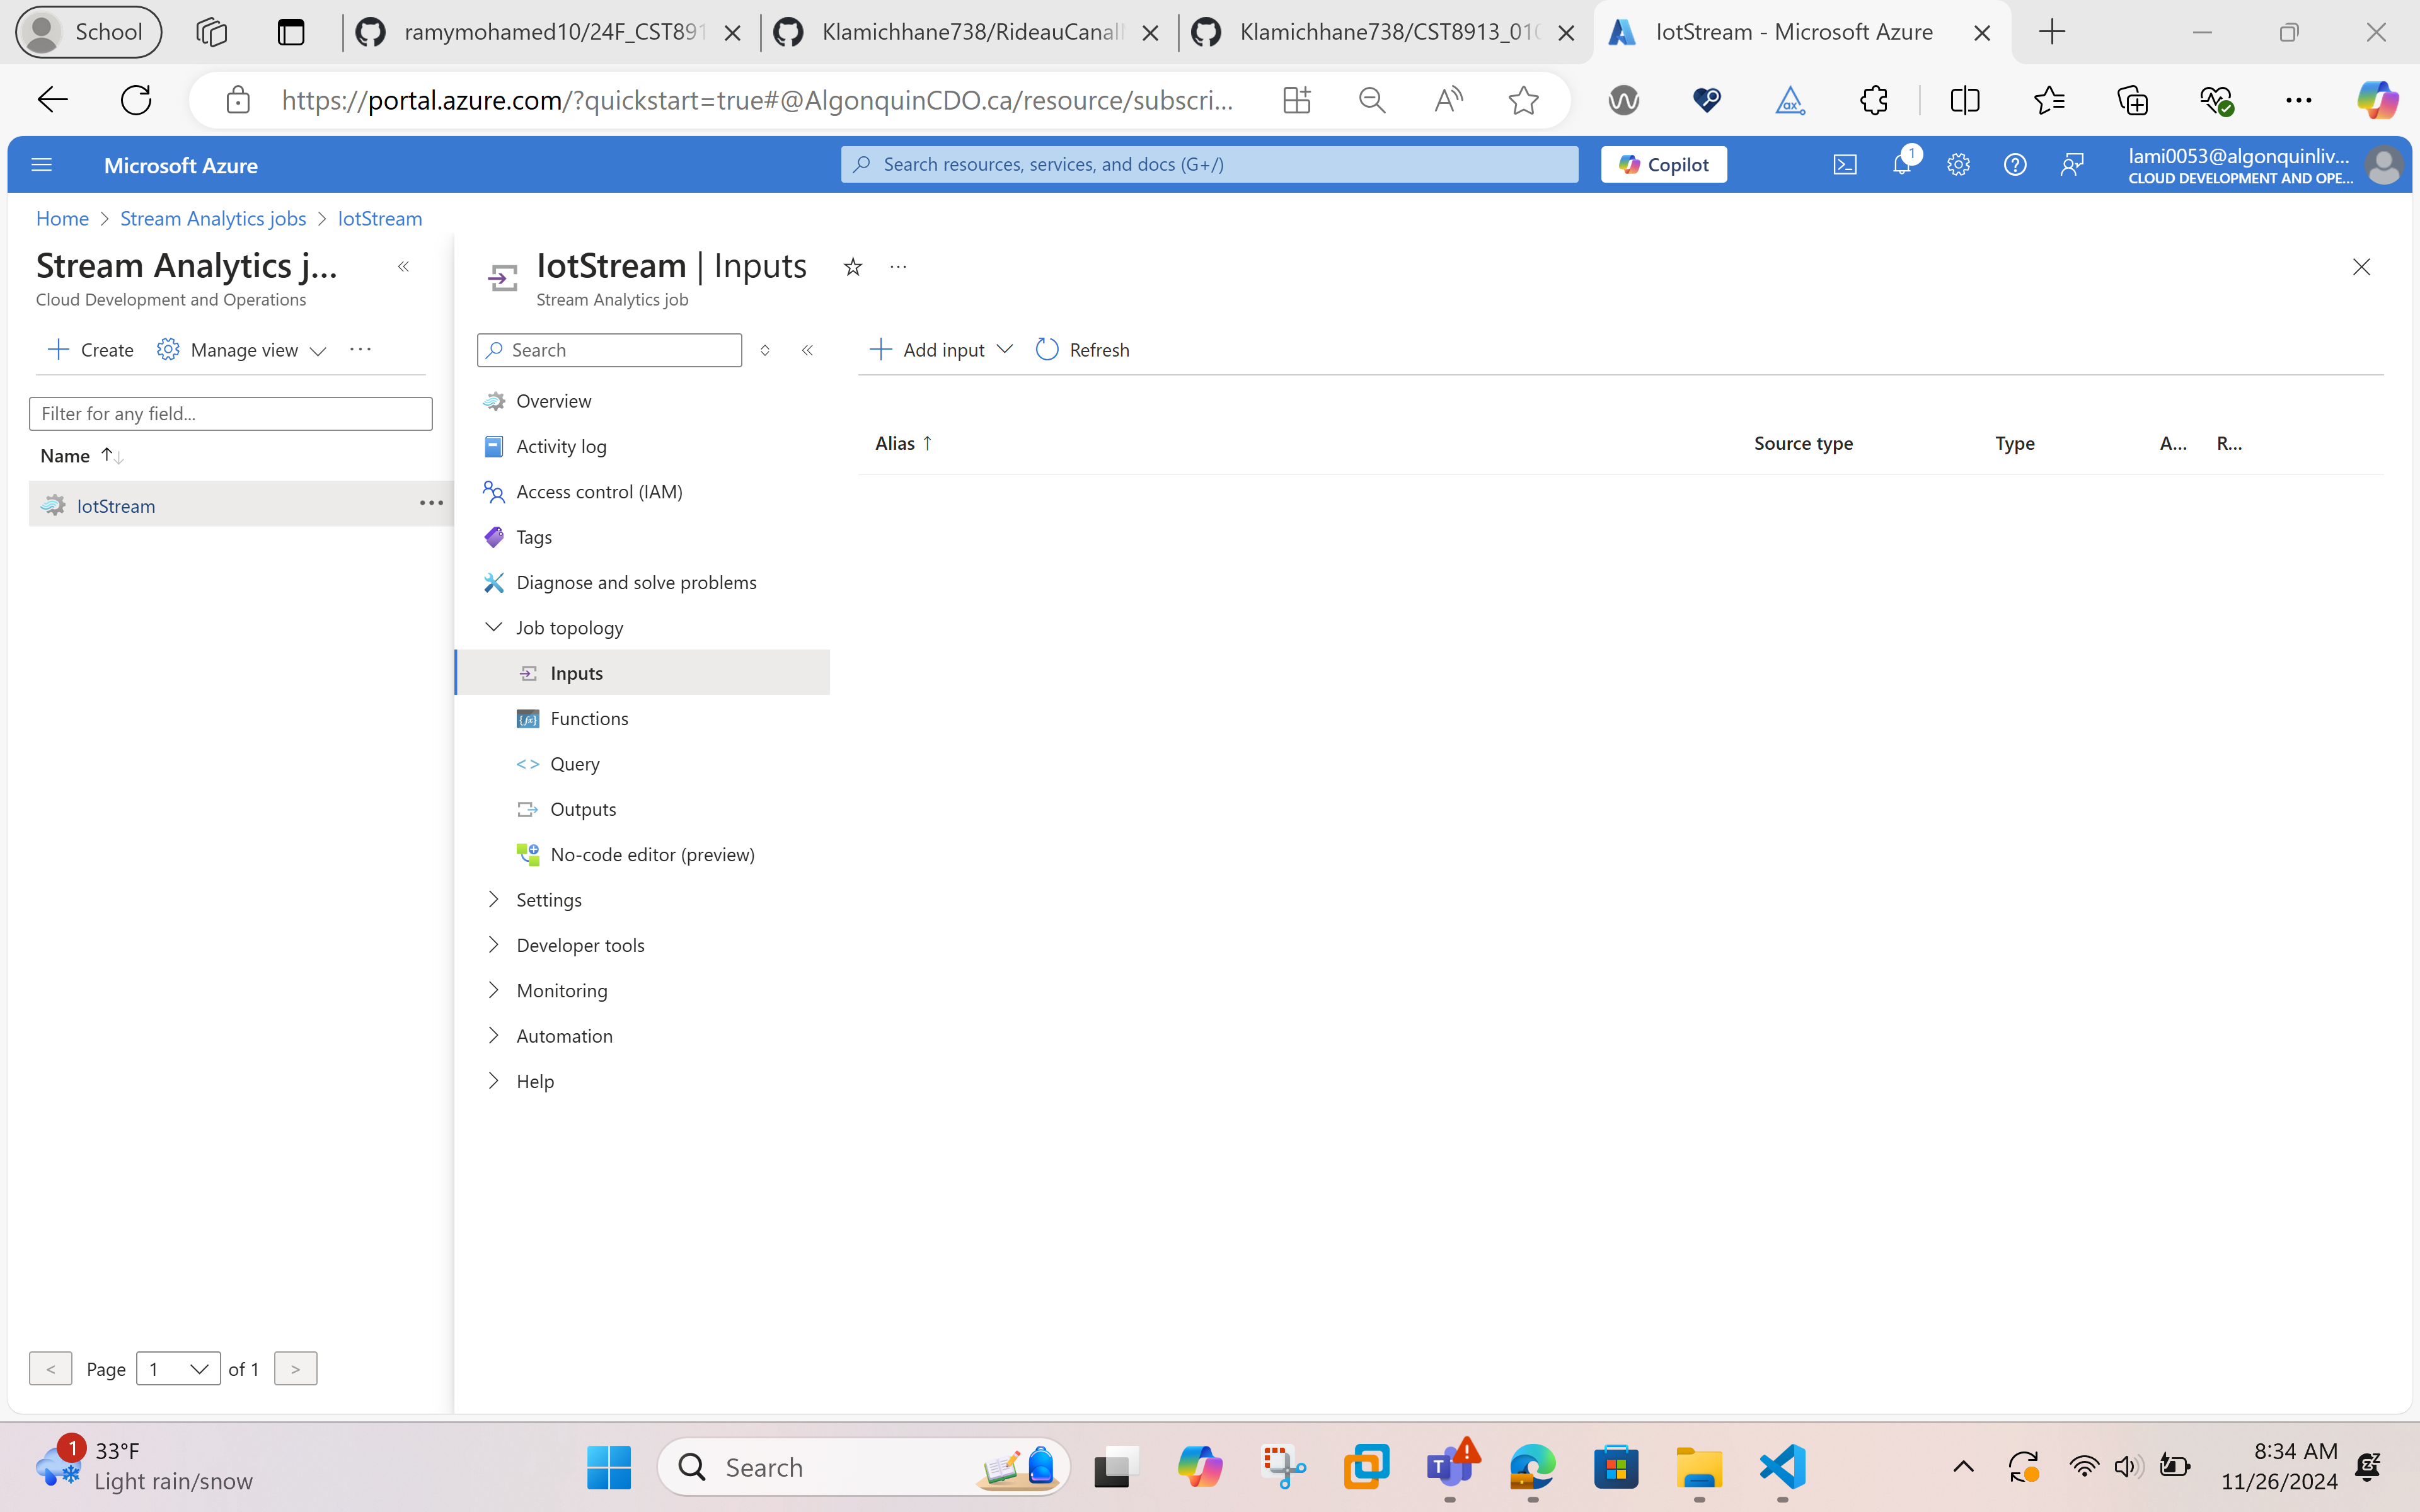 School
ramymohamed10/24F_CST891
Klamichhane738/RideauCanal
Klamichhane738/CST8913_010
IotStream - Microsoft Azure
https://portal.azure.com/?quickstart=true#@AlgonquinCDO.ca/resource/subscri...
Microsoft Azure
Search resources, services, and docs (G+/)
Copilot
1
lami0053@algonquinliv...
CLOUD DEVELOPMENT AND OPE...
Home > Stream Analytics jobs > IotStream
Stream Analytics j...
Cloud Development and Operations
Create
Manage view
Filter for any field...
Name
IotStream
< Page 1 of 1 >
IotStream | Inputs
Stream Analytics job
Search
Overview
Activity log
Access control (IAM)
Tags
Diagnose and solve problems
Job topology
Inputs
Functions
Query
Outputs
No-code editor (preview)
Settings
Developer tools
Monitoring
Automation
Help
Add input
Refresh
Alias ↑ Source type Type A... R...
1
33°F
Light rain/snow
Search
8:34 AM
11/26/2024